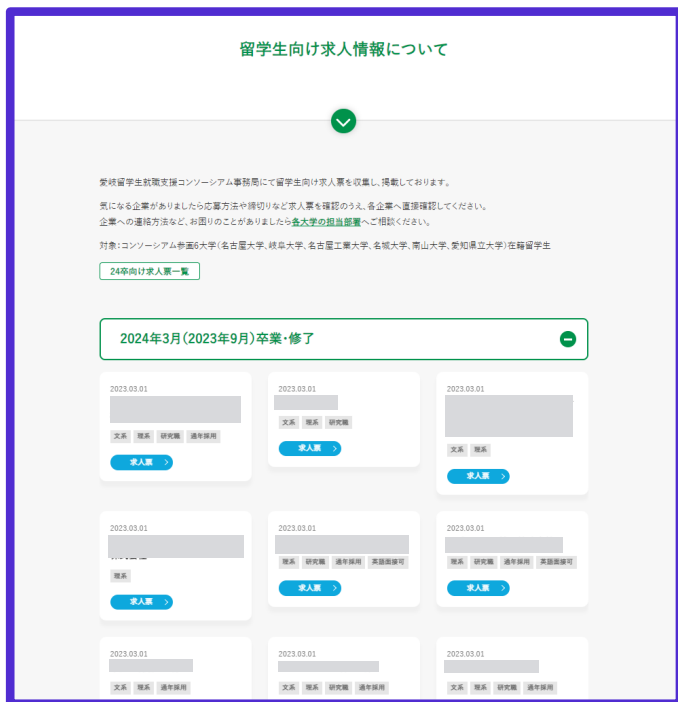 留学生向け求人情報について
愛岐留学生就職支援コンソーシアム事務局にて留学生向け求人票を収集し、掲載しております。
気になる企業がありましたら応募方法や締切りなど求人票を確認のうえ、各企業へ直接確認してください。
企業への連絡方法など、お困りのことがありましたら各大学の担当部署へご相談ください。
対象：コンソーシアム参画6大学（名古屋大学、岐阜大学、名古屋工業大学、名城大学、南山大学、愛知県立大学）在籍留学生
24卒向け求人票一覧
2024年3月（2023年9月）卒業・修了
2023.03.01
文系 理系 研究職 通年採用
求人票
2023.03.01
文系 理系 研究職
求人票
2023.03.01
文系 理系
求人票
2023.03.01
理系
求人票
2023.03.01
理系 研究職 通年採用 英語面接可
求人票
2023.03.01
理系 研究職 通年採用 英語面接可
求人票
2023.03.01
文系 理系 通年採用
2023.03.01
文系 理系 研究職 通年採用
2023.03.01
文系 理系 研究職 通年採用